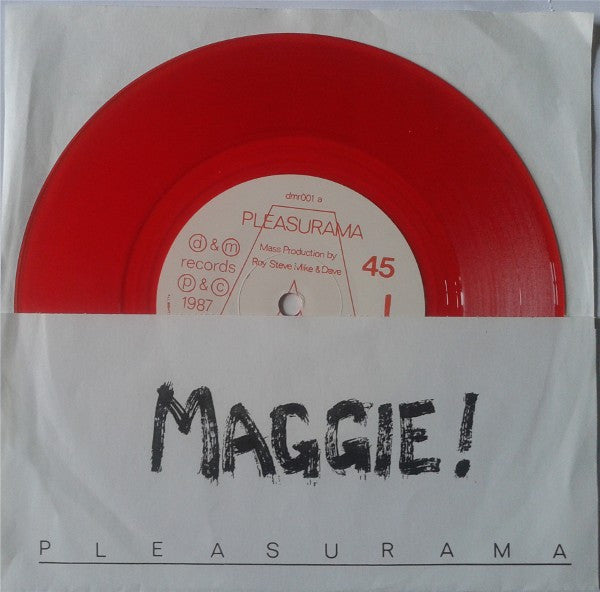 dmr001 a
PLEASURAMA
Mass Production by
Roy Steve Mike & Dave
d & m
records
p & c
1987
45
MAGGIE!
PLEASURAMA